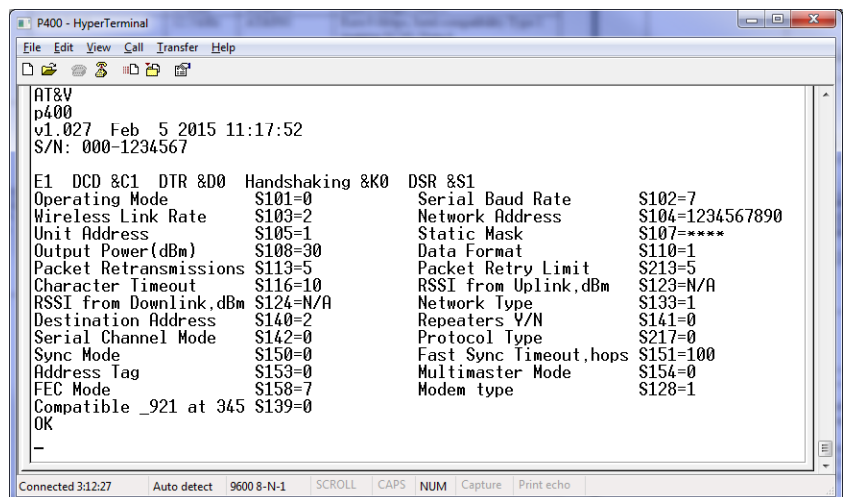 P400 - HyperTerminal
File Edit View Call Transfer Help
AT&V
p400
v1.027  Feb  5 2015 11:17:52
S/N: 000-1234567
E1  DCD &C1  DTR &D0  Handshaking &K0  DSR &S1
Operating Mode S101=0 Serial Baud Rate S102=7
Wireless Link Rate S103=2 Network Address S104=1234567890
Unit Address S105=1 Static Mask S107=****
Output Power(dBm) S108=30 Data Format S110=1
Packet Retransmissions S113=5 Packet Retry Limit S213=5
Character Timeout S116=10 RSSI from Uplink,dBm S123=N/A
RSSI from Downlink,dBm S124=N/A Network Type S133=1
Destination Address S140=2 Repeaters Y/N S141=0
Serial Channel Mode S142=0 Protocol Type S217=0
Sync Mode S150=0 Fast Sync Timeout,hops S151=100
Address Tag S153=0 Multimaster Mode S154=0
FEC Mode S158=7 Modem type S128=1
Compatible _921 at 345 S139=0
OK
_
Connected 3:12:27 Auto detect 9600 8-N-1 SCROLL CAPS NUM Capture Print echo